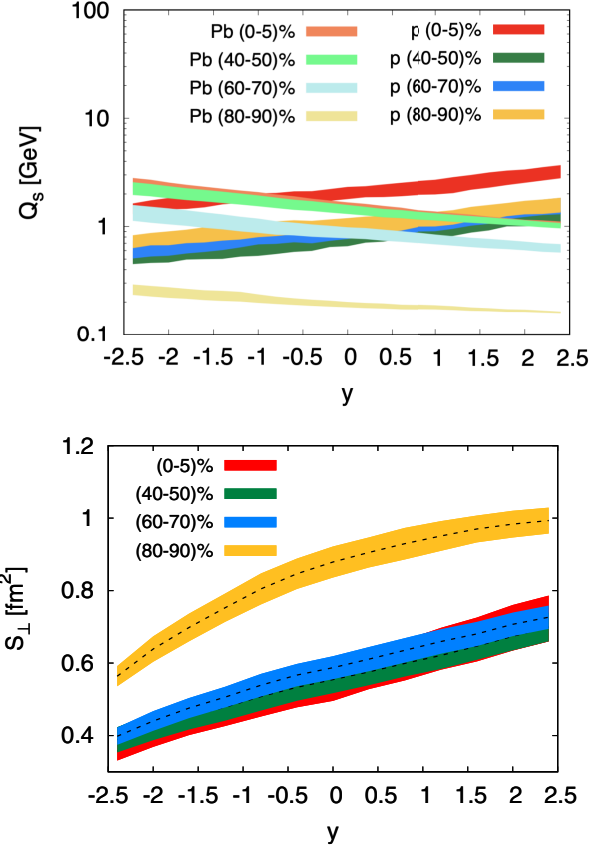 100
10
1
0.1
Q_s [GeV]
Pb (0-5)%
Pb (40-50)%
Pb (60-70)%
Pb (80-90)%
p (0-5)%
p (40-50)%
p (60-70)%
p (80-90)%
-2.5 -2 -1.5 -1 -0.5 0 0.5 1 1.5 2 2.5
y
1.2
1
0.8
0.6
0.4
S_⊥ [fm²]
(0-5)%
(40-50)%
(60-70)%
(80-90)%
-2.5 -2 -1.5 -1 -0.5 0 0.5 1 1.5 2 2.5
y